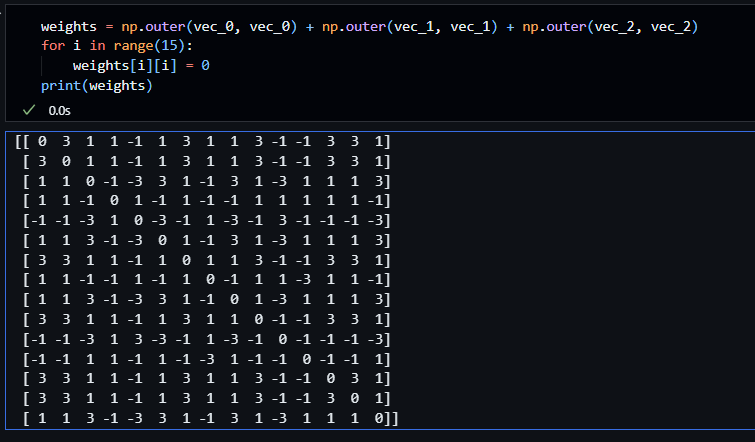 weights = np.outer(vec_0, vec_0) + np.outer(vec_1, vec_1) + np.outer(vec_2, vec_2)
for i in range(15):
    weights[i][i] = 0
print(weights)
0.0s
[[ 0  3  1  1 -1  1  3  1  1  3 -1 -1  3  3  1]
 [ 3  0  1  1 -1  1  3  1  1  3 -1 -1  3  3  1]
 [ 1  1  0 -1 -3  3  1 -1  3  1 -3  1  1  1  3]
 [ 1  1 -1  0  1 -1  1 -1 -1  1  1  1  1  1 -1]
 [-1 -1 -3  1  0 -3 -1  1 -3 -1  3 -1 -1 -1 -3]
 [ 1  1  3 -1 -3  0  1 -1  3  1 -3  1  1  1  3]
 [ 3  3  1  1 -1  1  0  1  1  3 -1 -1  3  3  1]
 [ 1  1 -1 -1  1 -1  1  0 -1  1  1 -3  1  1 -1]
 [ 1  1  3 -1 -3  3  1 -1  0  1 -3  1  1  1  3]
 [ 3  3  1  1 -1  1  3  1  1  0 -1 -1  3  3  1]
 [-1 -1 -3  1  3 -3 -1  1 -3 -1  0 -1 -1 -1 -3]
 [-1 -1  1  1 -1  1 -1 -3  1 -1 -1  0 -1 -1  1]
 [ 3  3  1  1 -1  1  3  1  1  3 -1 -1  0  3  1]
 [ 3  3  1  1 -1  1  3  1  1  3 -1 -1  3  0  1]
 [ 1  1  3 -1 -3  3  1 -1  3  1 -3  1  1  1  0]]